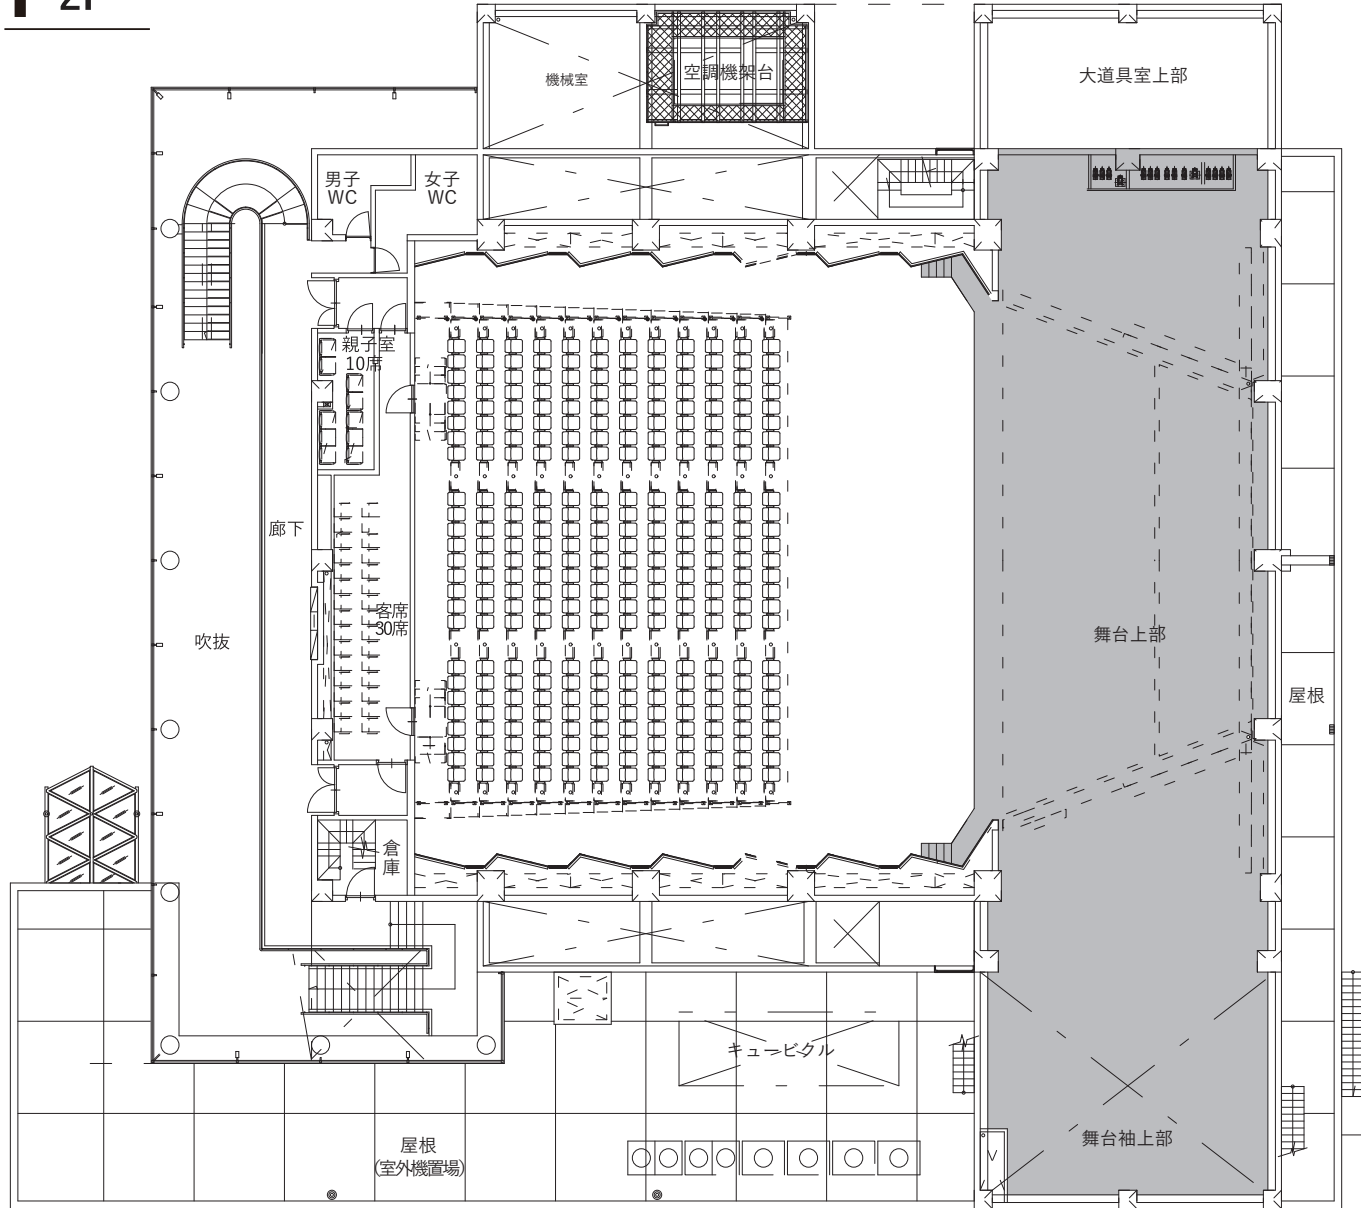 2F
機械室
空調機架台
大道具室上部
男子
WC
女子
WC
親子室
10席
廊下
客席
30席
吹抜
舞台上部
屋根
倉
庫
キュービクル
舞台袖上部
屋根
(室外機置場)